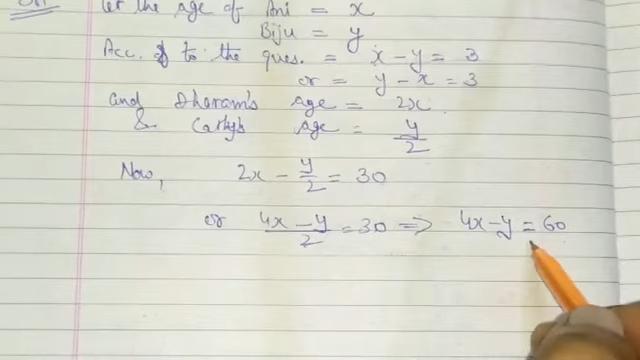 let the age of Ani = x
Biju = y
Acc. to the ques. = x - y = 3
or = y - x = 3
and Dharam's age = 2x
& Cathy's age = y/2
Now, 2x - y/2 = 30
or (4x - y)/2 = 30 => 4x - y = 60